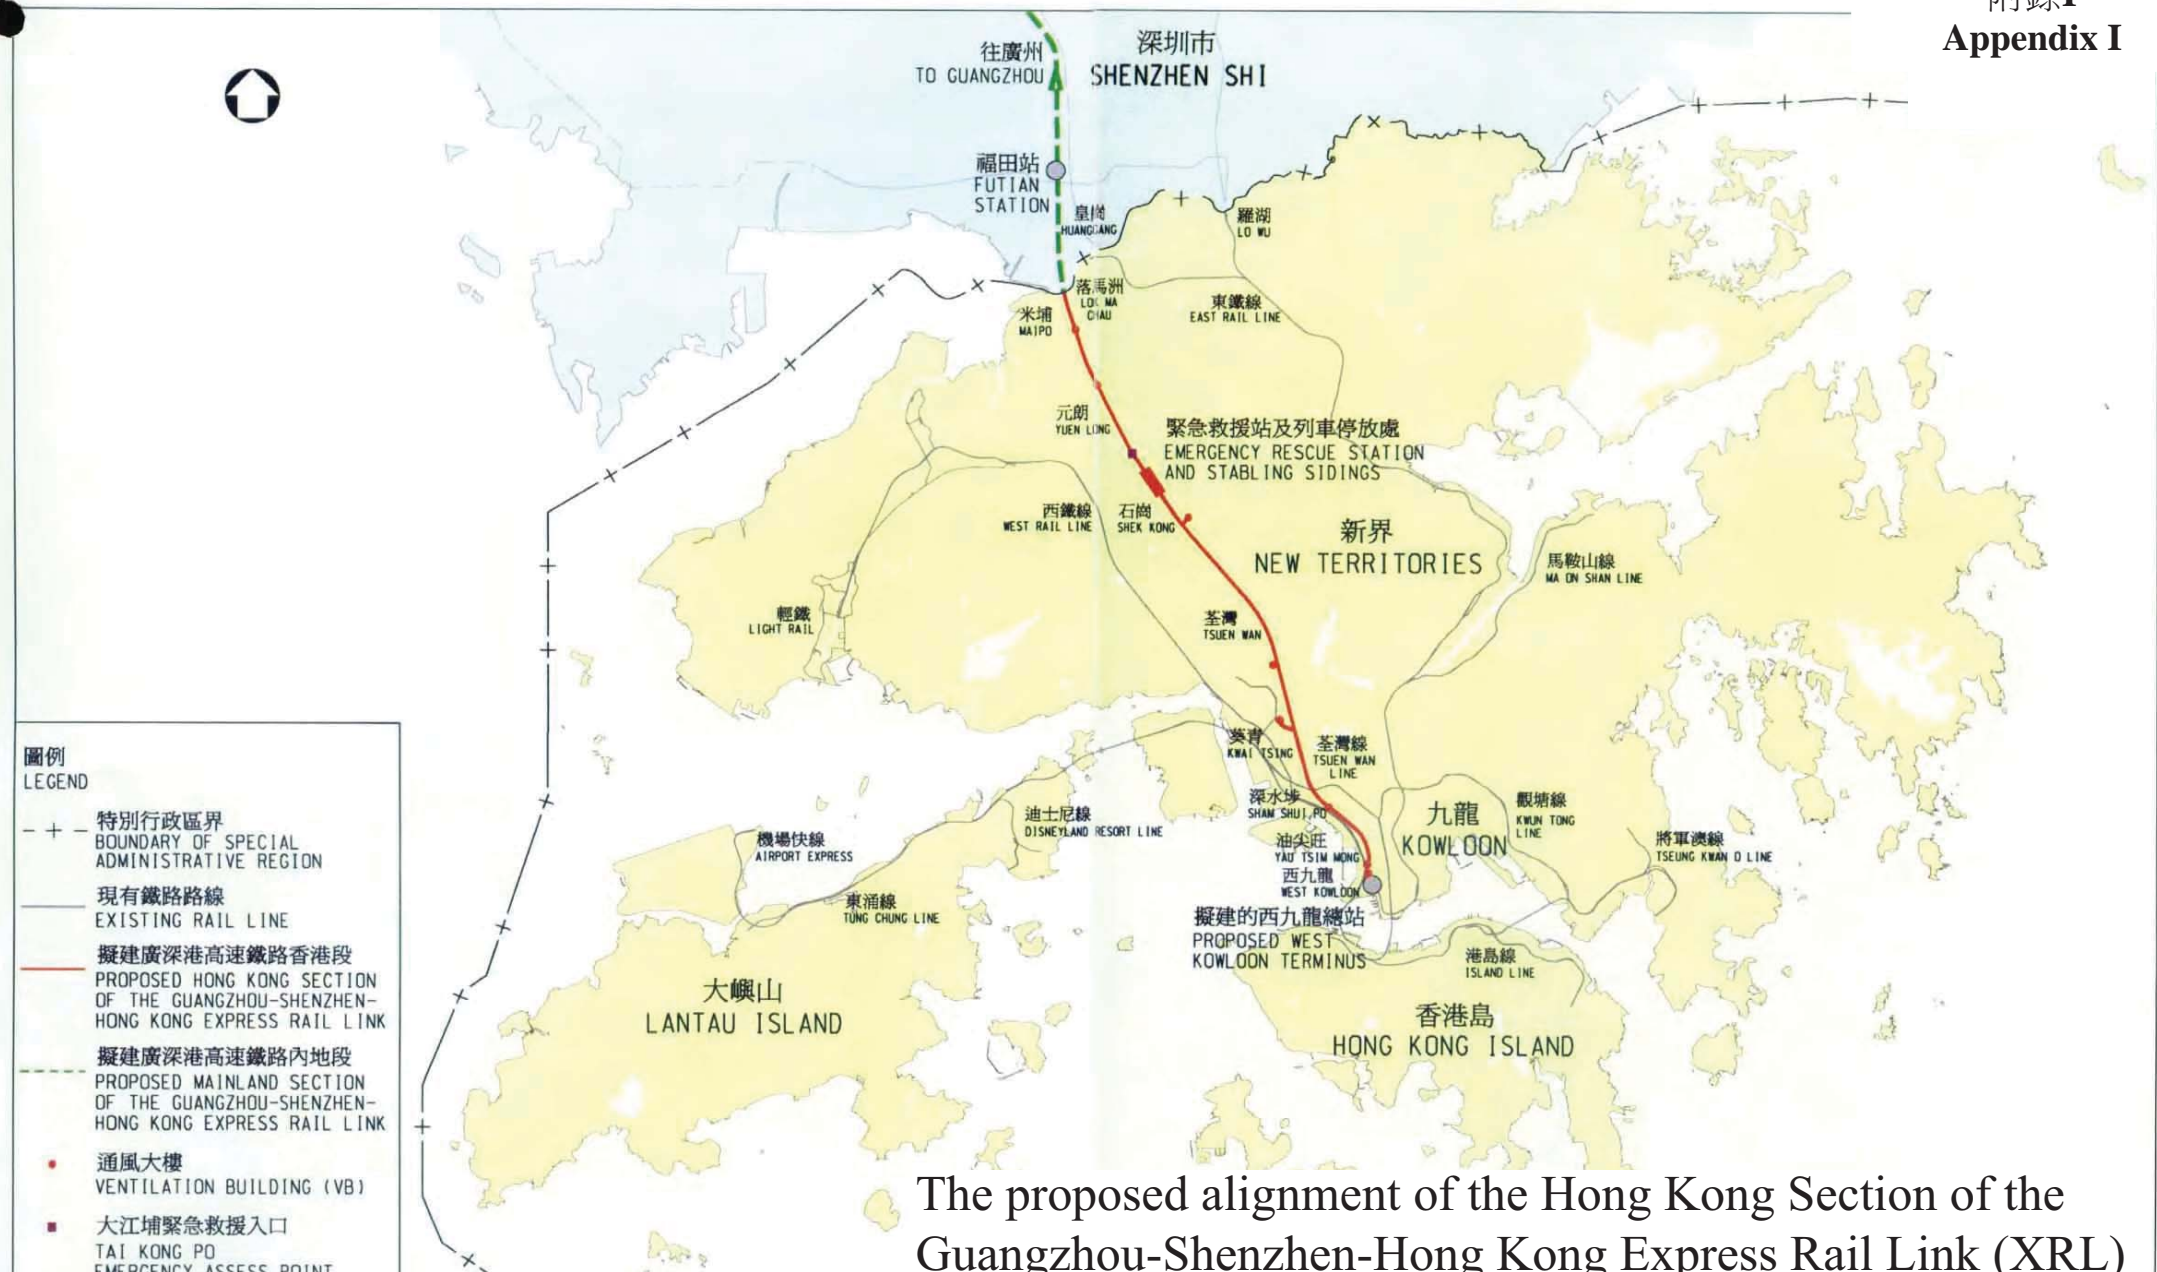 附錄I
Appendix I
往廣州
TO GUANGZHOU
深圳市
SHENZHEN SHI
福田站
FUTIAN
STATION
皇崗
HUANGGANG
羅湖
LO WU
落馬洲
LOK MA
CHAU
米埔
MAIPO
東鐵線
EAST RAIL LINE
元朗
YUEN LONG
緊急救援站及列車停放處
EMERGENCY RESCUE STATION
AND STABLING SIDINGS
西鐵線
WEST RAIL LINE
石崗
SHEK KONG
新界
NEW TERRITORIES
馬鞍山線
MA ON SHAN LINE
輕鐵
LIGHT RAIL
荃灣
TSUEN WAN
葵青
KWAI TSING
荃灣線
TSUEN WAN
LINE
深水埗
SHAM SHUI PO
九龍
KOWLOON
觀塘線
KWUN TONG
LINE
將軍澳線
TSEUNG KWAN O LINE
油尖旺
YAU TSIM MONG
西九龍
WEST KOWLOON
擬建的西九龍總站
PROPOSED WEST
KOWLOON TERMINUS
迪士尼線
DISNEYLAND RESORT LINE
機場快線
AIRPORT EXPRESS
東涌線
TUNG CHUNG LINE
港島線
ISLAND LINE
大嶼山
LANTAU ISLAND
香港島
HONG KONG ISLAND
圖例
LEGEND
特別行政區界
BOUNDARY OF SPECIAL
ADMINISTRATIVE REGION
現有鐵路路線
EXISTING RAIL LINE
擬建廣深港高速鐵路香港段
PROPOSED HONG KONG SECTION
OF THE GUANGZHOU-SHENZHEN-
HONG KONG EXPRESS RAIL LINK
擬建廣深港高速鐵路內地段
PROPOSED MAINLAND SECTION
OF THE GUANGZHOU-SHENZHEN-
HONG KONG EXPRESS RAIL LINK
通風大樓
VENTILATION BUILDING (VB)
大江埔緊急救援入口
TAI KONG PO
EMERGENCY ASSESS POINT
The proposed alignment of the Hong Kong Section of the
Guangzhou-Shenzhen-Hong Kong Express Rail Link (XRL)